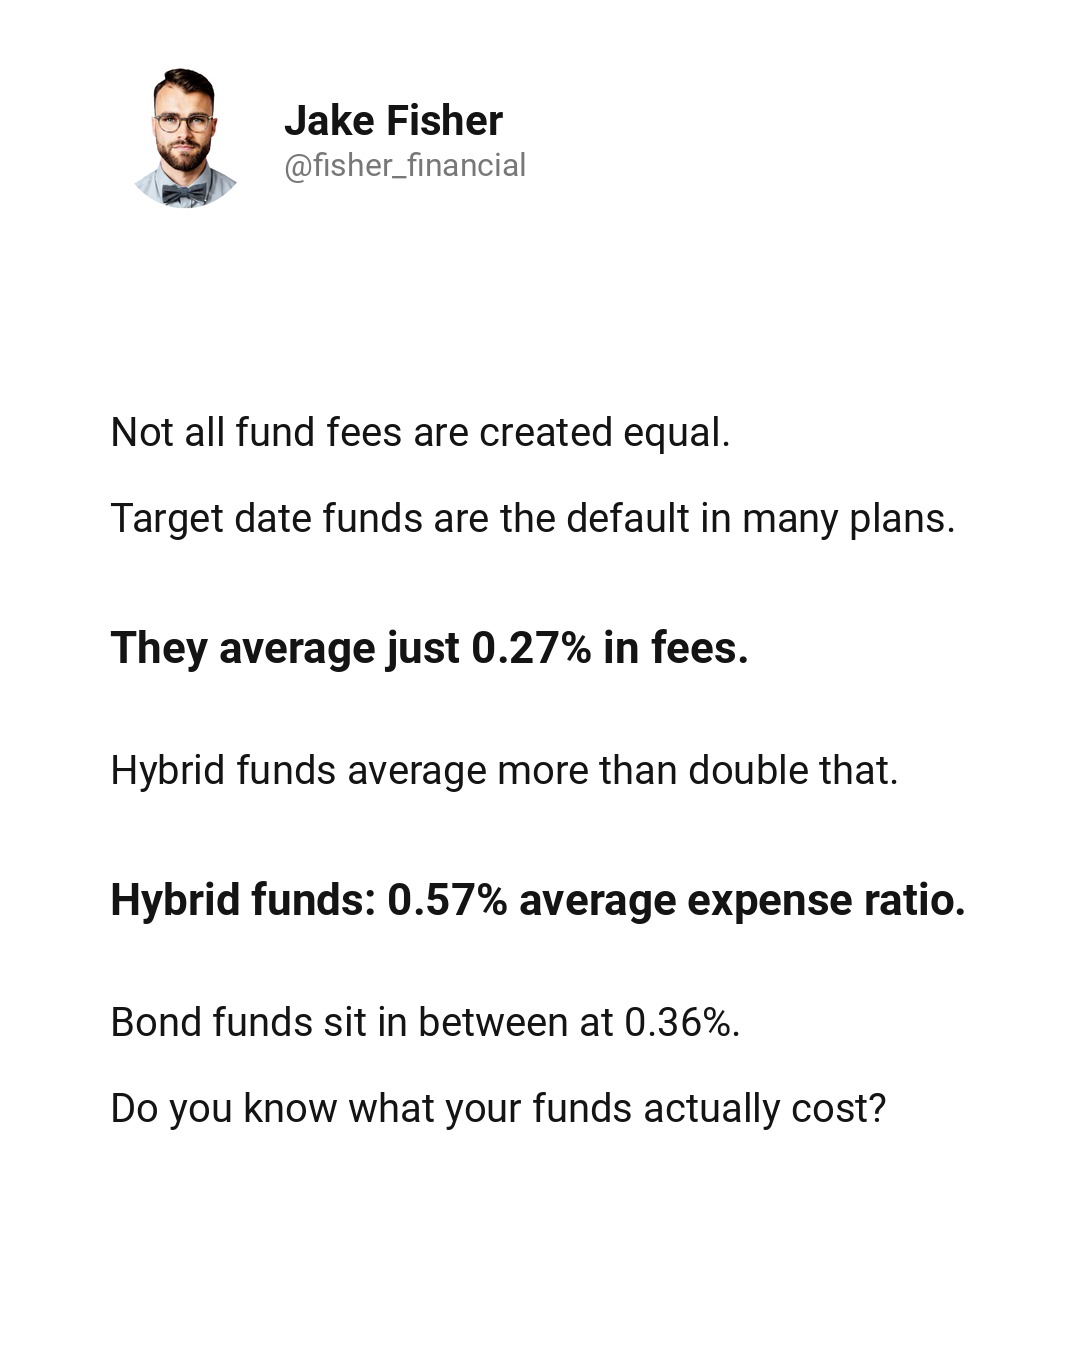 Jake Fisher
@fisher_financial
Not all fund fees are created equal.
Target date funds are the default in many plans.
They average just 0.27% in fees.
Hybrid funds average more than double that.
Hybrid funds: 0.57% average expense ratio.
Bond funds sit in between at 0.36%.
Do you know what your funds actually cost?